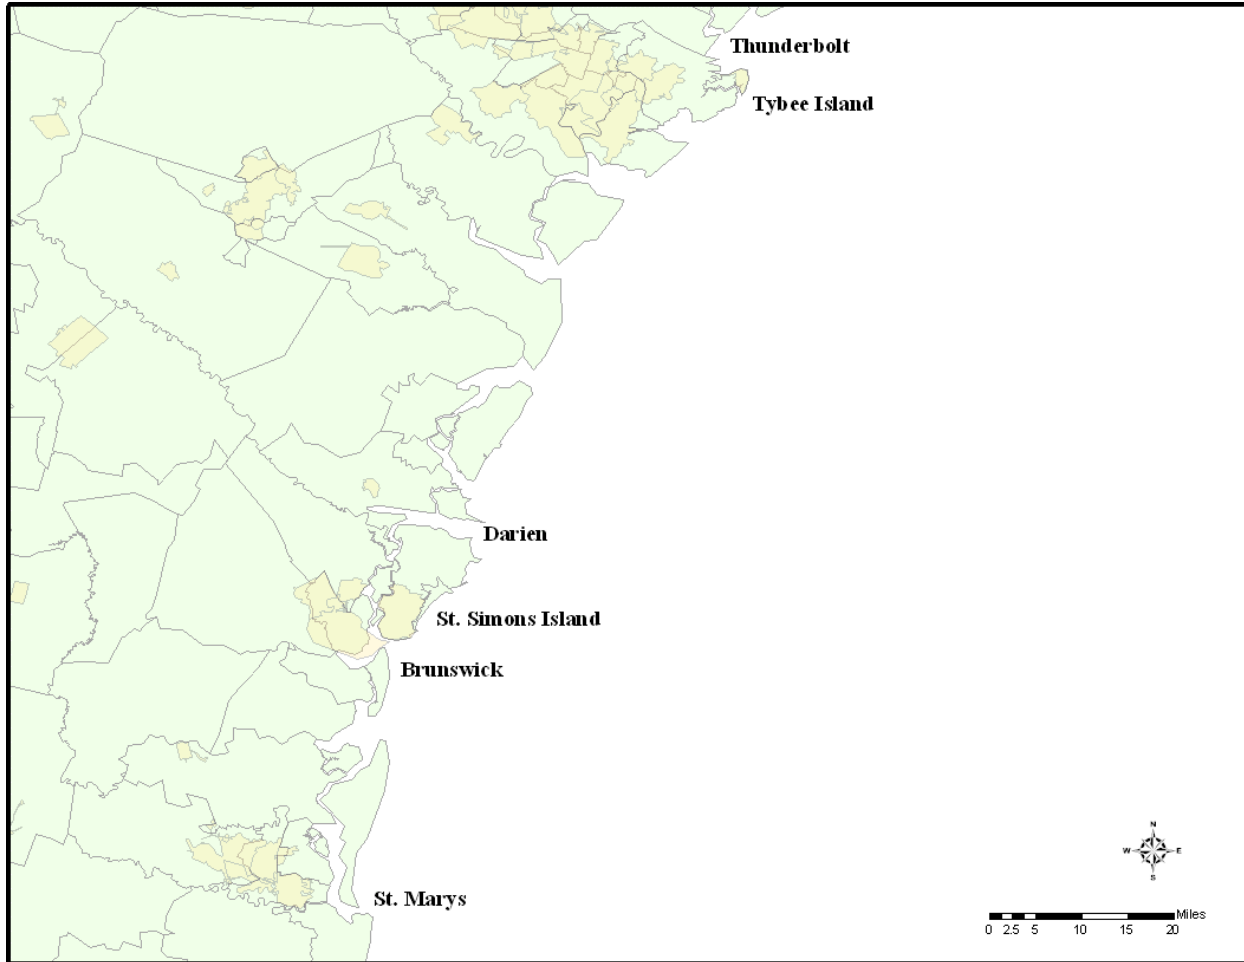 Thunderbolt
Tybee Island
Darien
St. Simons Island
Brunswick
N
W E
S
St. Marys
Miles
0 2.5 5 10 15 20